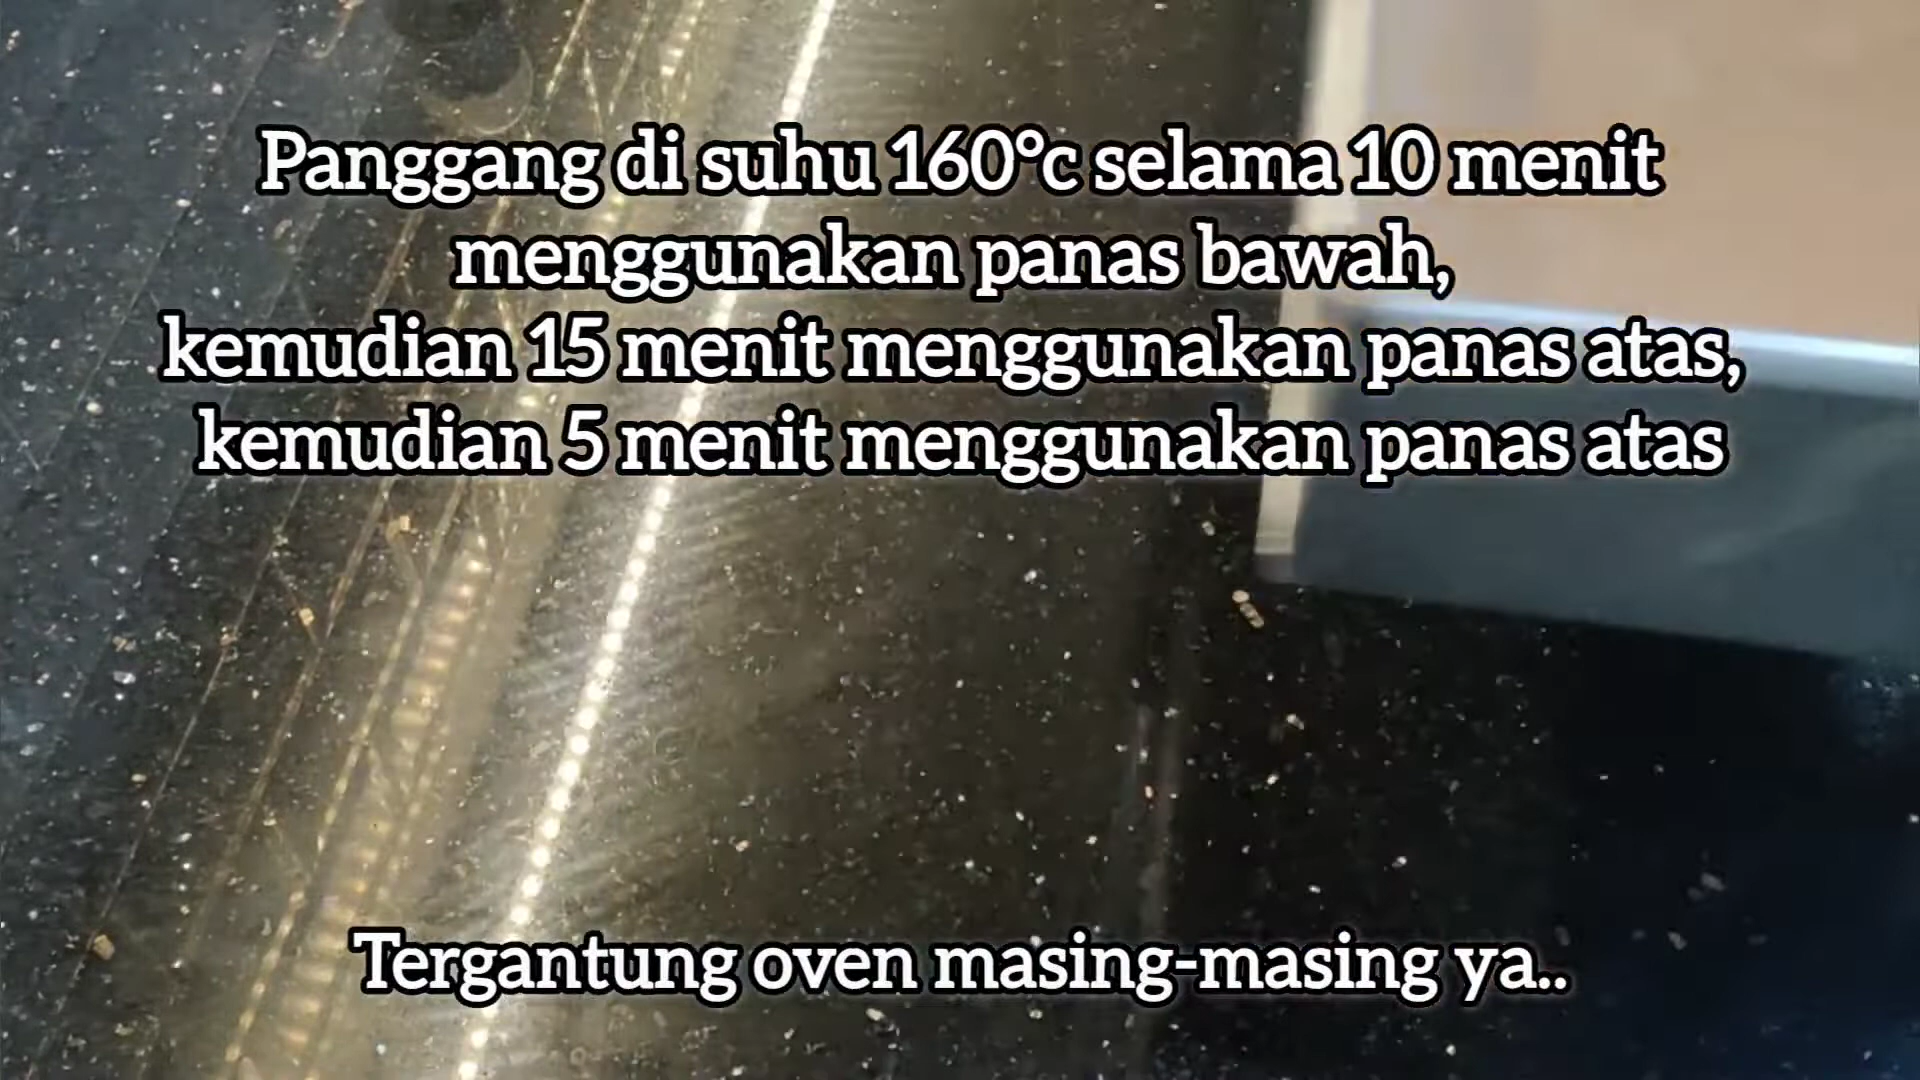 Panggang di suhu 160°c selama 10 menit
menggunakan panas bawah,
kemudian 15 menit menggunakan panas atas,
kemudian 5 menit menggunakan panas atas
Tergantung oven masing-masing ya..